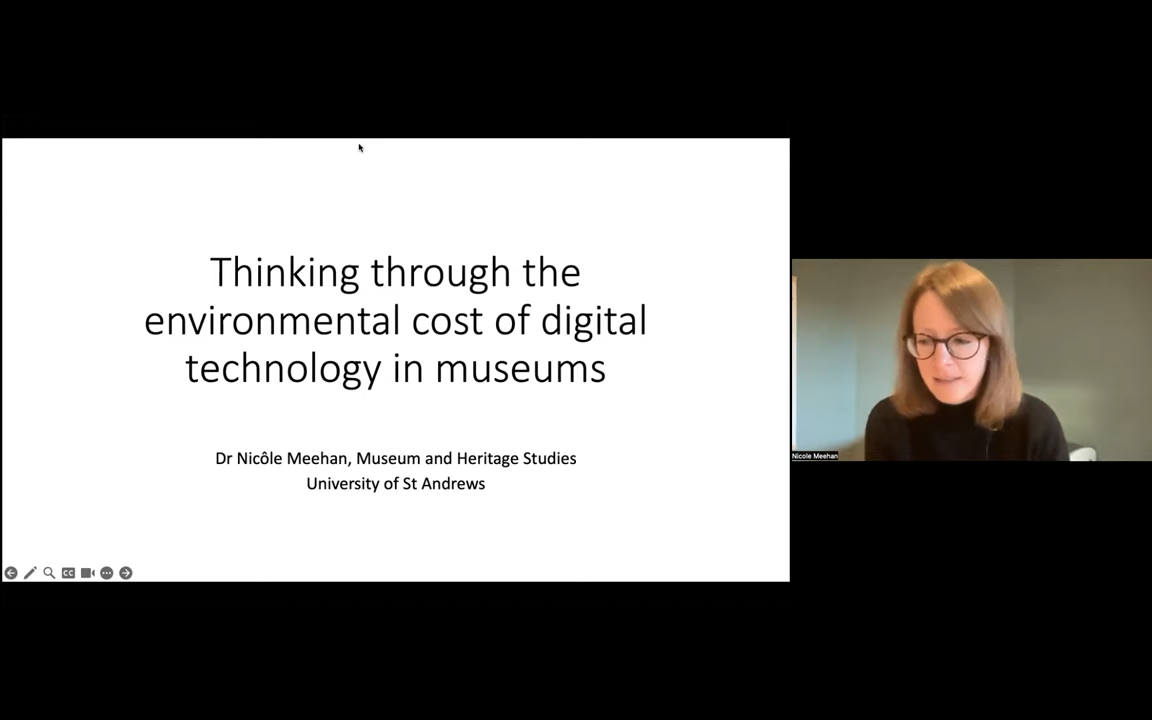 Thinking through the
environmental cost of digital
technology in museums
Dr Nicôle Meehan, Museum and Heritage Studies
University of St Andrews
CC
Nicole Meehan